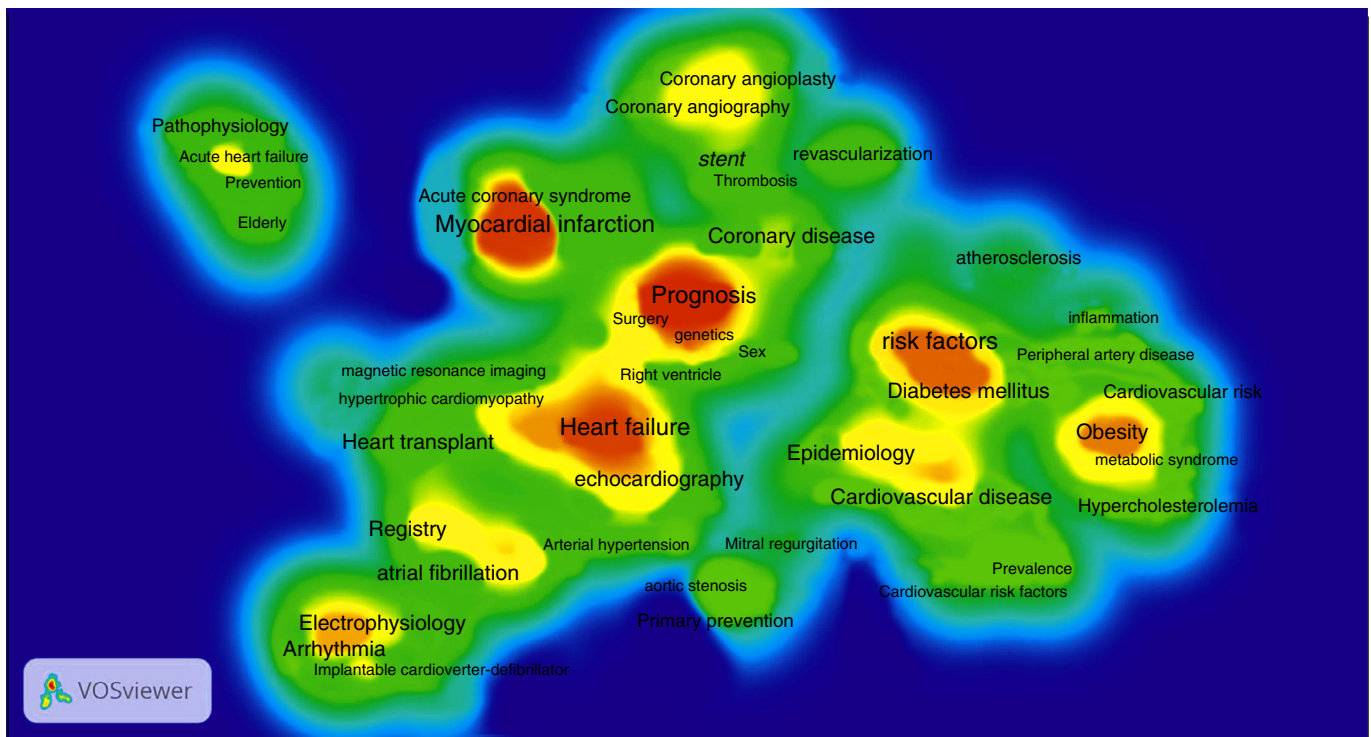 Coronary angioplasty
Coronary angiography
Pathophysiology
Acute heart failure
Prevention
Elderly
stent
revascularization
Thrombosis
Acute coronary syndrome
Myocardial infarction
Coronary disease
atherosclerosis
Prognosis
Surgery
genetics
Sex
inflammation
risk factors
Peripheral artery disease
magnetic resonance imaging
Right ventricle
Diabetes mellitus
Cardiovascular risk
hypertrophic cardiomyopathy
Heart failure
Obesity
Heart transplant
Epidemiology
metabolic syndrome
echocardiography
Cardiovascular disease
Hypercholesterolemia
Registry
Arterial hypertension
Mitral regurgitation
atrial fibrillation
Prevalence
aortic stenosis
Cardiovascular risk factors
Electrophysiology
Primary prevention
Arrhythmia
Implantable cardioverter-defibrillator
VOSviewer